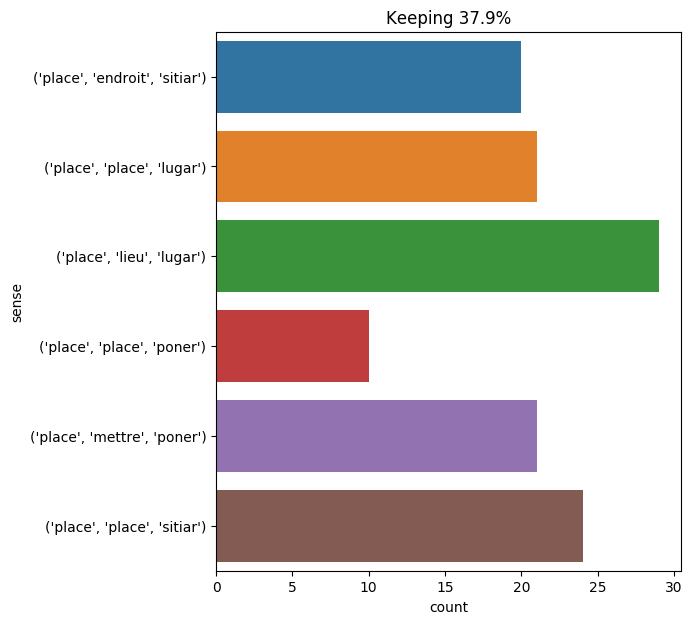 Keeping 37.9%
('place', 'endroit', 'sitiar')
('place', 'place', 'lugar')
('place', 'lieu', 'lugar')
('place', 'place', 'poner')
('place', 'mettre', 'poner')
('place', 'place', 'sitiar')
sense
0 5 10 15 20 25 30
count